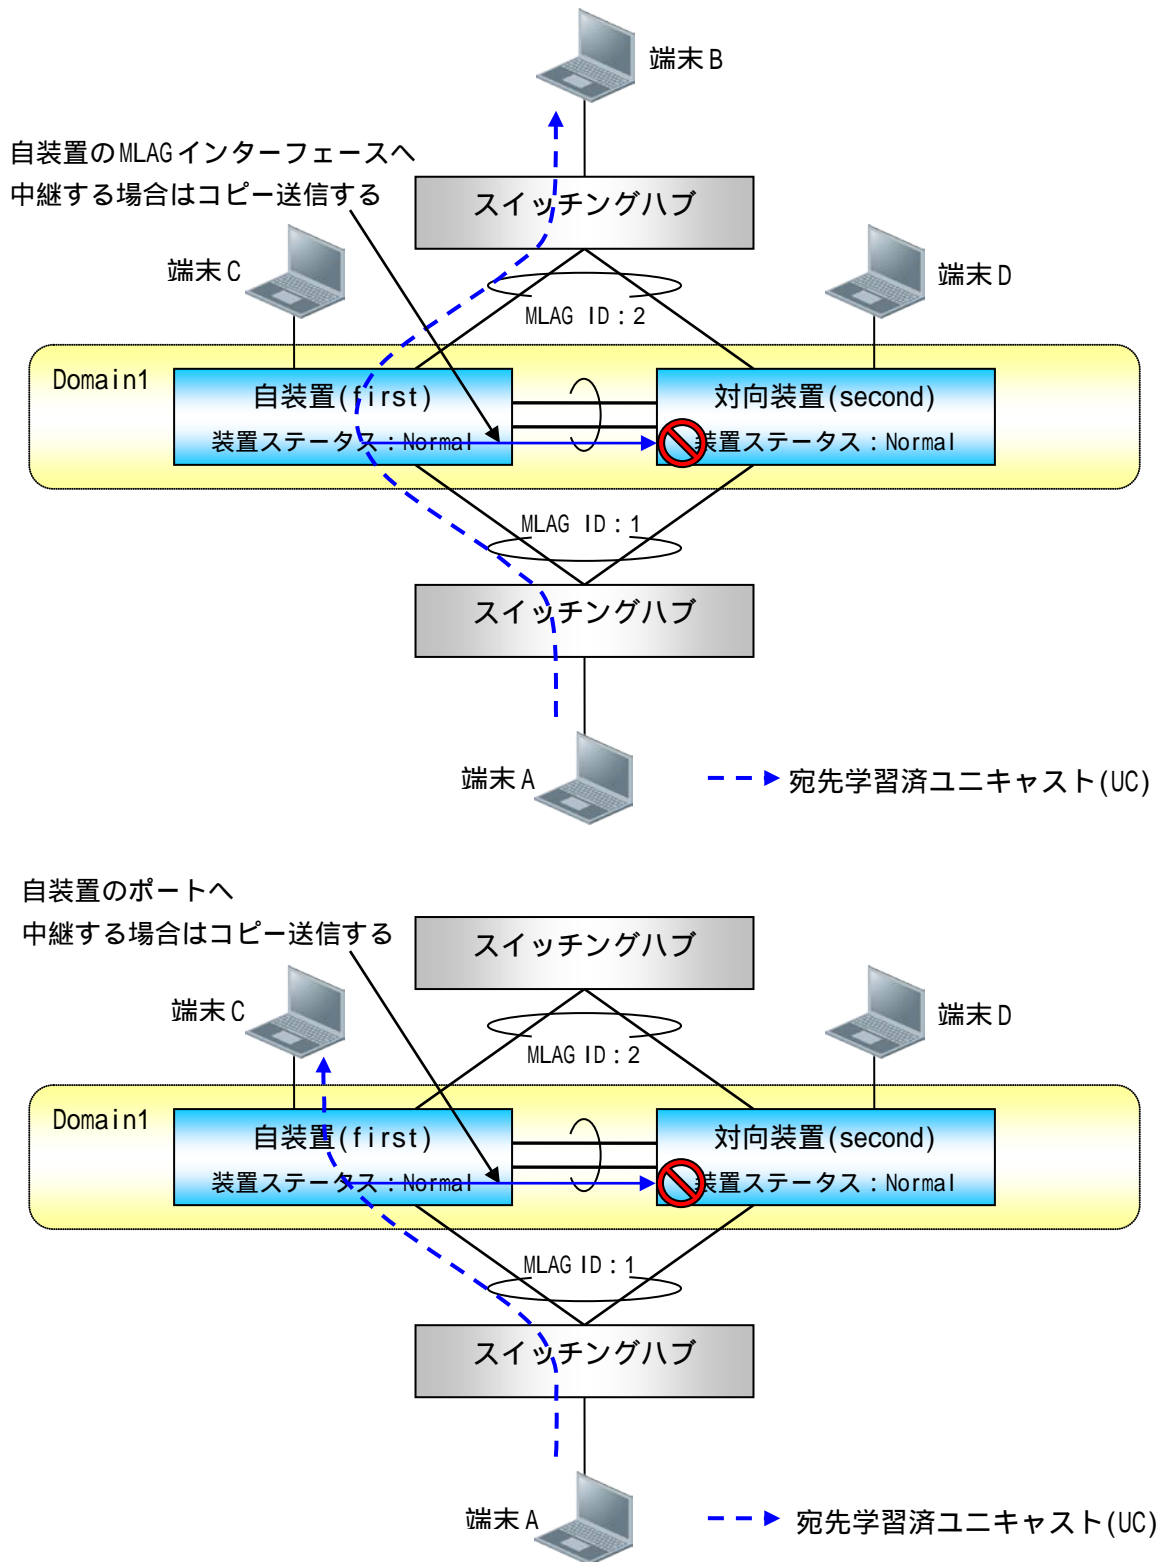 端末B
自装置のMLAGインターフェースへ
中継する場合はコピー送信する
スイッチングハブ
端末C
端末D
MLAG ID：2
Domain1
自装置(first)
対向装置(second)
装置ステータス：Normal
装置ステータス：Normal
MLAG ID：1
スイッチングハブ
端末A
宛先学習済ユニキャスト(UC)
自装置のポートへ
中継する場合はコピー送信する
スイッチングハブ
端末C
端末D
MLAG ID：2
Domain1
自装置(first)
対向装置(second)
装置ステータス：Normal
装置ステータス：Normal
MLAG ID：1
スイッチングハブ
端末A
宛先学習済ユニキャスト(UC)